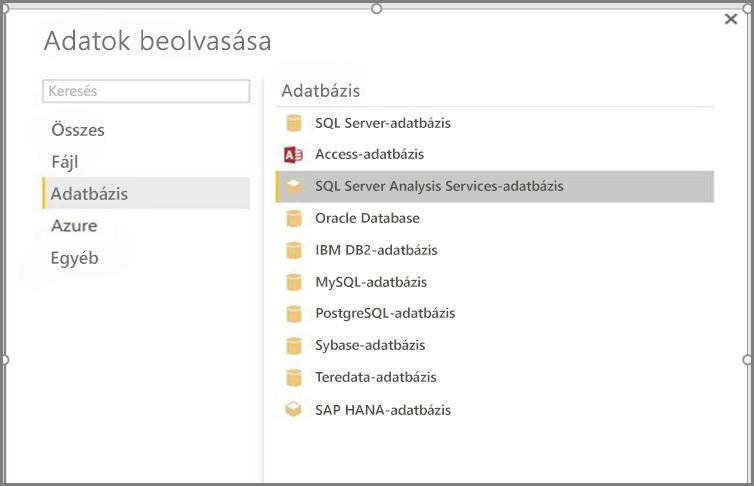 Adatok beolvasása
Keresés
Összes
Fájl
Adatbázis
Azure
Egyéb
Adatbázis
SQL Server-adatbázis
Access-adatbázis
SQL Server Analysis Services-adatbázis
Oracle Database
IBM DB2-adatbázis
MySQL-adatbázis
PostgreSQL-adatbázis
Sybase-adatbázis
Teredata-adatbázis
SAP HANA-adatbázis